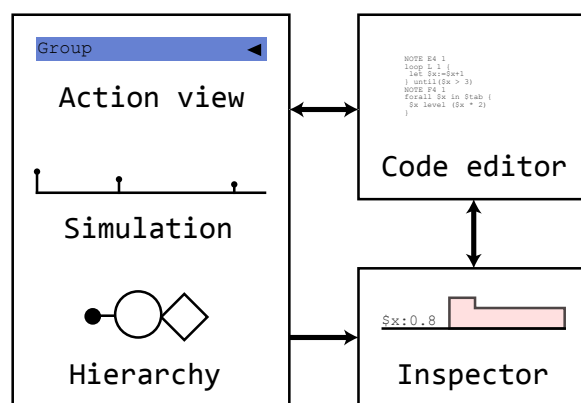 Group
Action view
Simulation
Hierarchy
NOTE E4 1
loop L 1 {
let $x:=$x+1
} until($x > 3)
NOTE F4 1
forall $x in $tab {
$x level ($x * 2)
}
Code editor
$x:0.8
Inspector